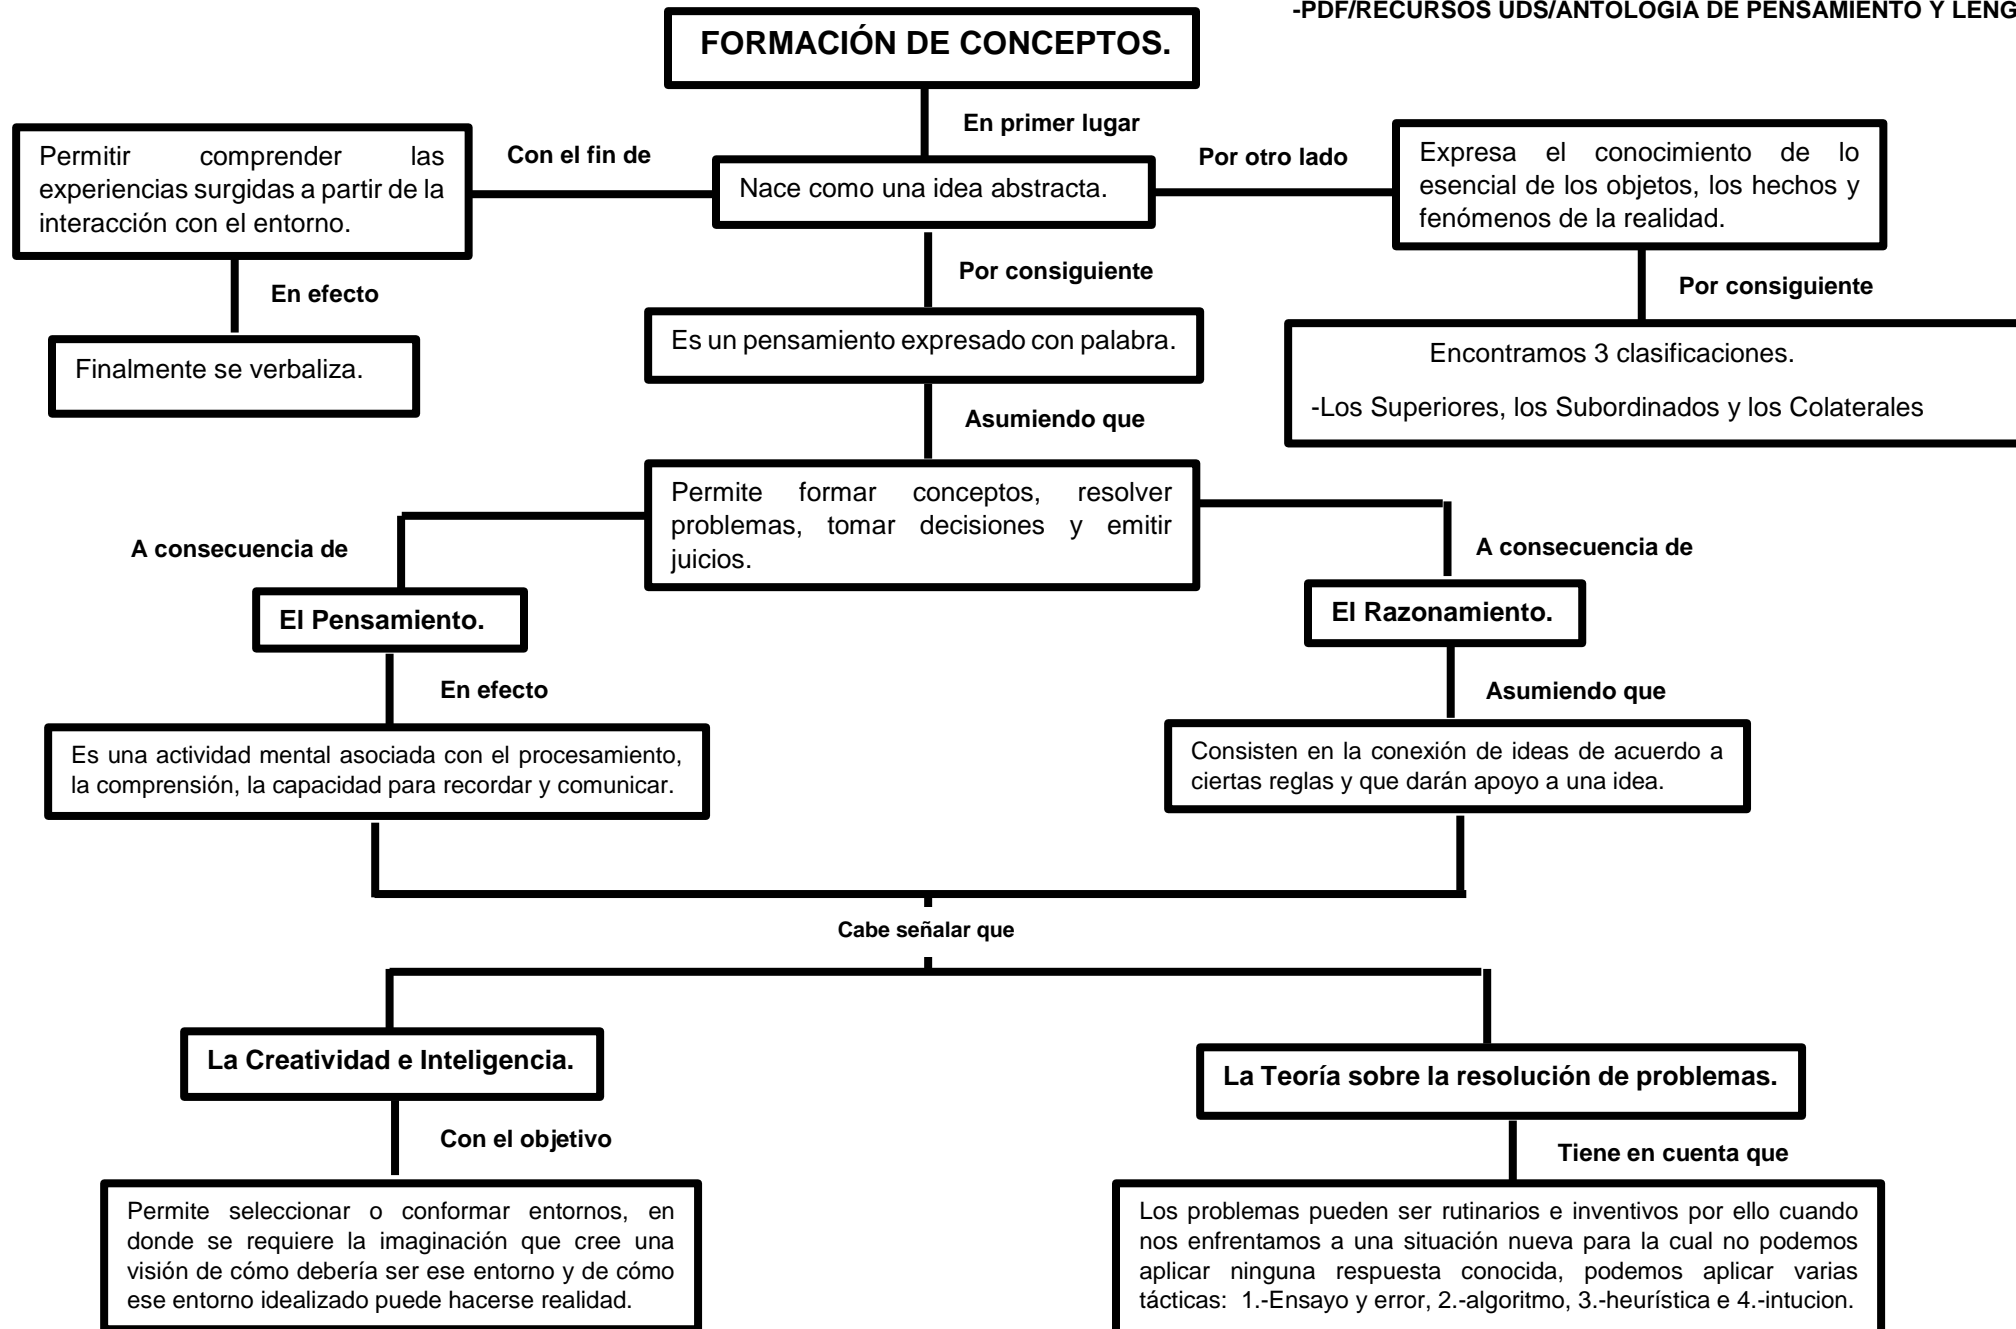 -PDF/RECURSOS UDS/ANTOLOGIA DE PENSAMIENTO Y LENG
FORMACIÓN DE CONCEPTOS.
En primer lugar
Permitir comprender las
experiencias surgidas a partir de la
interacción con el entorno.
Con el fin de
Nace como una idea abstracta.
Por otro lado
Expresa el conocimiento de lo
esencial de los objetos, los hechos y
fenómenos de la realidad.
En efecto
Por consiguiente
Por consiguiente
Finalmente se verbaliza.
Es un pensamiento expresado con palabra.
Encontramos 3 clasificaciones.
-Los Superiores, los Subordinados y los Colaterales
Asumiendo que
Permite formar conceptos, resolver
problemas, tomar decisiones y emitir
juicios.
A consecuencia de
A consecuencia de
El Pensamiento.
El Razonamiento.
En efecto
Asumiendo que
Es una actividad mental asociada con el procesamiento,
la comprensión, la capacidad para recordar y comunicar.
Consisten en la conexión de ideas de acuerdo a
ciertas reglas y que darán apoyo a una idea.
Cabe señalar que
La Creatividad e Inteligencia.
La Teoría sobre la resolución de problemas.
Con el objetivo
Tiene en cuenta que
Permite seleccionar o conformar entornos, en
donde se requiere la imaginación que cree una
visión de cómo debería ser ese entorno y de cómo
ese entorno idealizado puede hacerse realidad.
Los problemas pueden ser rutinarios e inventivos por ello cuando
nos enfrentamos a una situación nueva para la cual no podemos
aplicar ninguna respuesta conocida, podemos aplicar varias
tácticas: 1.-Ensayo y error, 2.-algoritmo, 3.-heurística e 4.-intucion.